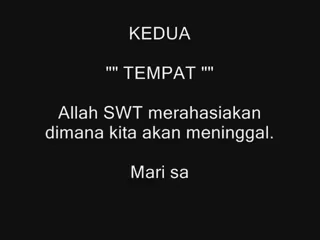 KEDUA
"" TEMPAT ""
Allah SWT merahasiakan
dimana kita akan meninggal.
Mari sa